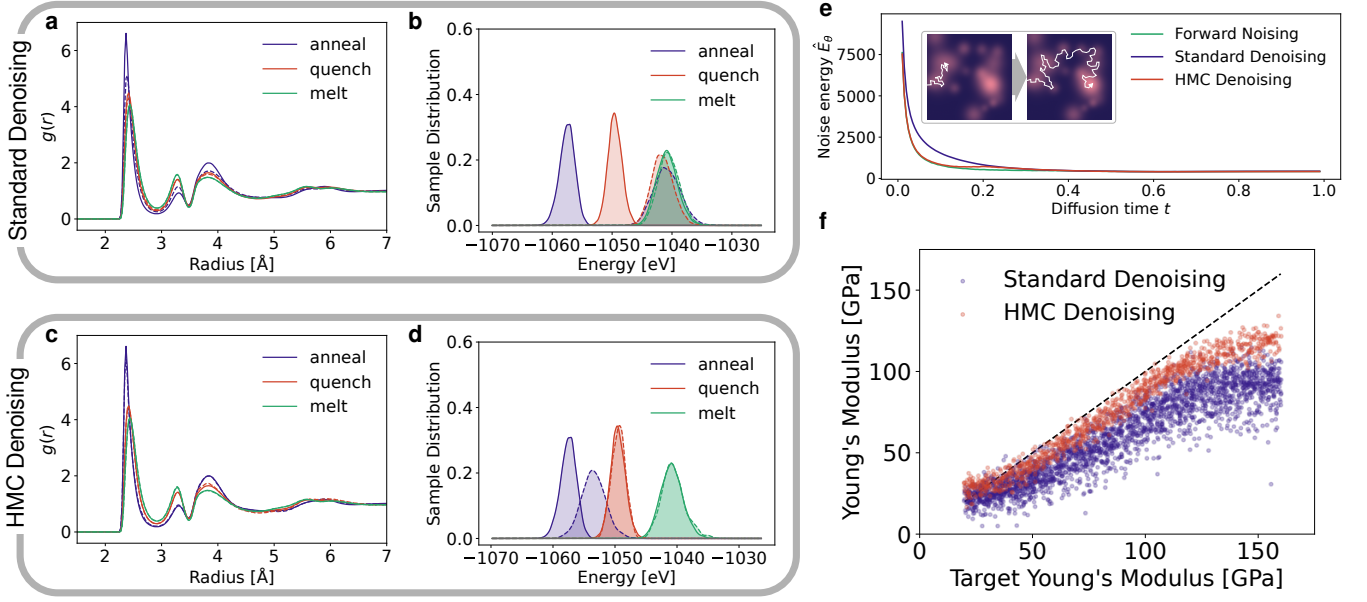 Standard Denoising
a
g(r)
6
4
2
0
2
3
4
5
6
7
Radius [Å]
anneal
quench
melt
b
Sample Distribution
0.6
0.4
0.2
0.0
−1070
−1060
−1050
−1040
−1030
Energy [eV]
anneal
quench
melt
HMC Denoising
c
g(r)
6
4
2
0
2
3
4
5
6
7
Radius [Å]
anneal
quench
melt
d
Sample Distribution
0.6
0.4
0.2
0.0
−1070
−1060
−1050
−1040
−1030
Energy [eV]
anneal
quench
melt
e
Noise energy Êθ
7500
5000
2500
0
0.0
0.2
0.4
0.6
0.8
1.0
Diffusion time t
Forward Noising
Standard Denoising
HMC Denoising
f
Young's Modulus [GPa]
150
100
50
0
0
50
100
150
Target Young's Modulus [GPa]
Standard Denoising
HMC Denoising